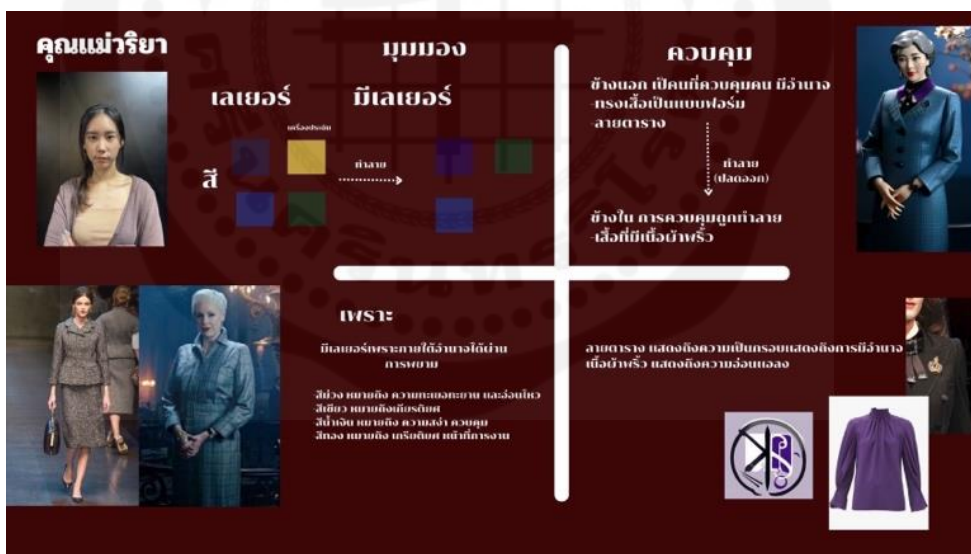 คุณแม่วริยา
มุมมอง
เลเยอร์ มีเลเยอร์
เครื่องประดับ
สี
ทำลาย
ควบคุม
ข้างนอก เป็คนที่ควบคุมคน มีอำนาจ
-ทรงเสื้อเป็นแบบฟอร์ม
-ลายตาราง
ทำลาย
(ปลดออก)
ข้างใน การควบคุมถูกทำลาย
-เสื้อที่มีเนื้อผ้าพริ้ว
เพราะ
มีเลเยอร์เพราะภายใต้อำนาจได้ผ่าน
การพยาม
-สีม่วง หมายถึง ความทะเยอทะยาน และอ่อนไหว
สีเขียว หมายถึงเกียรติยศ
สีน้ำเงิน หมายถึง ความสง่า ควบคุม
สีทอง หมายถึง เกรียติยศ หน้าที่การงาน
ลายตาราง แสดงถึงความเป็นกรอบแสดงถึงการมีอำนาจ
เนื้อผ้าพริ้ว แสดงถึงความอ่อนแอลง